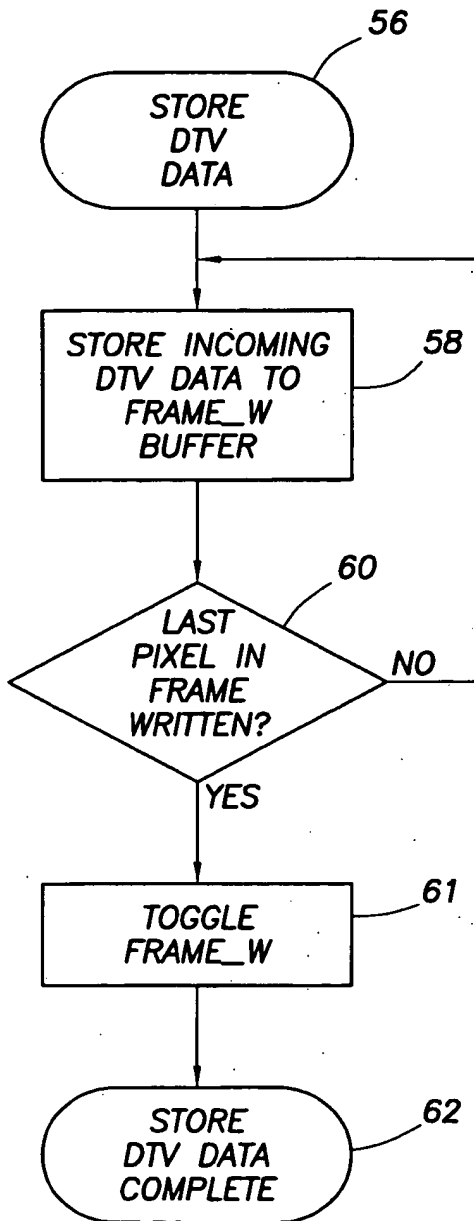 56
STORE
DTV
DATA
STORE INCOMING
DTV DATA TO
FRAME_W
BUFFER
58
60
LAST
PIXEL IN
FRAME
WRITTEN?
NO
YES
TOGGLE
FRAME_W
61
STORE
DTV DATA
COMPLETE
62